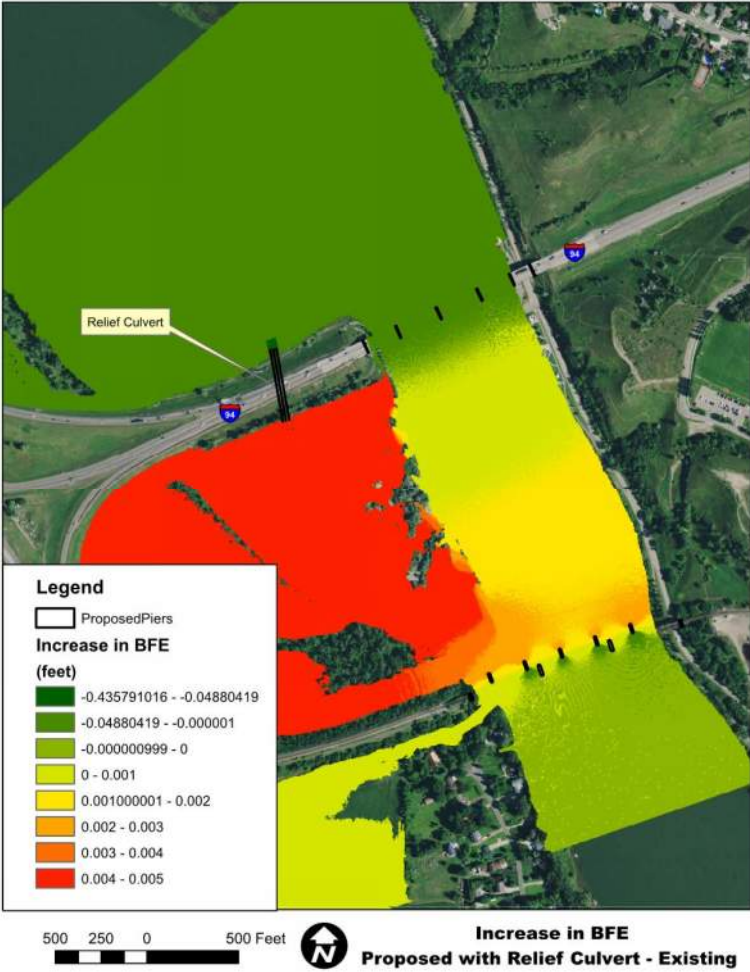 94
Relief Culvert
94
Legend
ProposedPiers
Increase in BFE
(feet)
-0.435791016 - -0.04880419
-0.04880419 - -0.000001
-0.000000999 - 0
0 - 0.001
0.001000001 - 0.002
0.002 - 0.003
0.003 - 0.004
0.004 - 0.005
500 250 0 500 Feet
N
Increase in BFE
Proposed with Relief Culvert - Existing